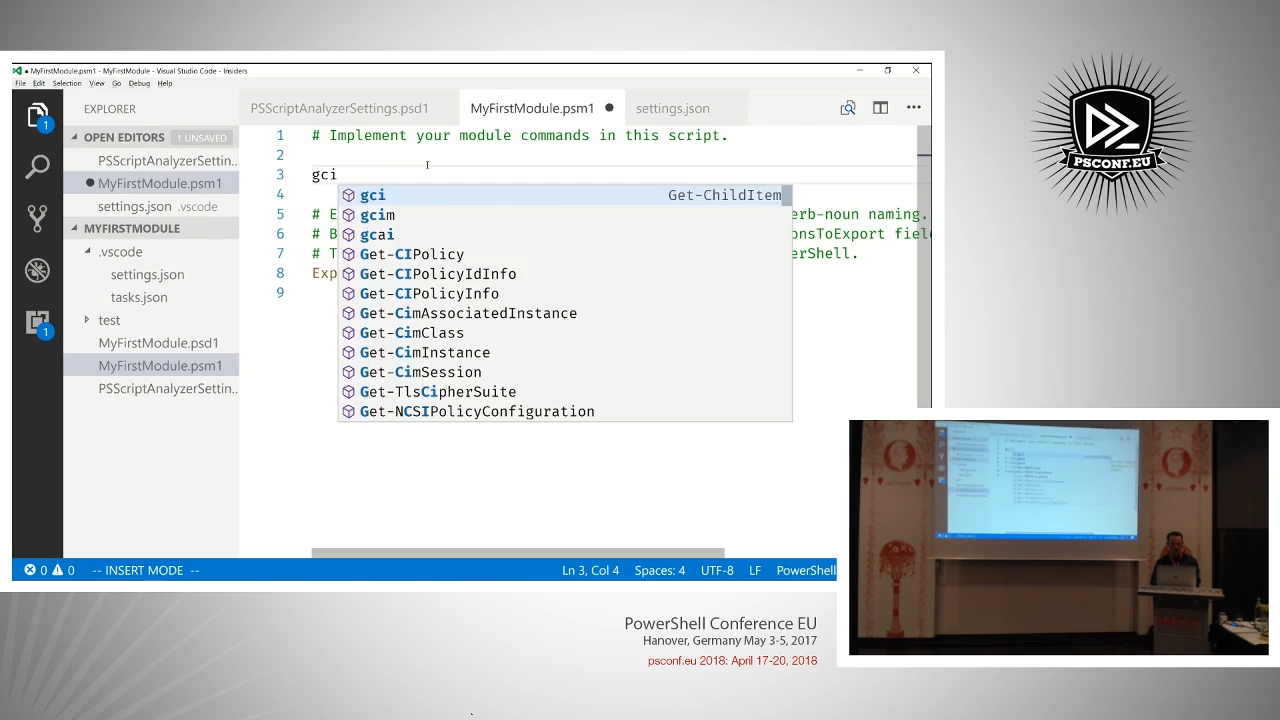 MyFirstModule.psm1 - MyFirstModule - Visual Studio Code - Insiders
File Edit Selection View Go Debug Help
EXPLORER
PSScriptAnalyzerSettings.psd1
MyFirstModule.psm1
settings.json
OPEN EDITORS 1 UNSAVED
PSScriptAnalyzerSettin...
MyFirstModule.psm1
settings.json .vscode
MYFIRSTMODULE
.vscode
settings.json
tasks.json
test
MyFirstModule.psd1
MyFirstModule.psm1
PSScriptAnalyzerSettin...
1
1
1 # Implement your module commands in this script.
2
3 gci
4
5 # E erb-noun naming.
6 # B onsToExport field
7 # T erShell.
8 Exp
9
gci Get-ChildItem
gcim
gcai
Get-CIPolicy
Get-CIPolicyIdInfo
Get-CIPolicyInfo
Get-CimAssociatedInstance
Get-CimClass
Get-CimInstance
Get-CimSession
Get-TlsCipherSuite
Get-NCSIPolicyConfiguration
0 0 -- INSERT MODE -- Ln 3, Col 4 Spaces: 4 UTF-8 LF PowerShell
PSCONF.EU
PowerShell Conference EU
Hanover, Germany May 3-5, 2017
psconf.eu 2018: April 17-20, 2018
HANNOVER CONGRESS CENTRUM